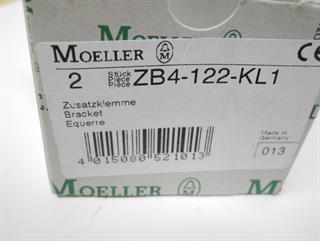 MOELLER
CE
2 Stück Piece Pièce ZB4-122-KL1
Zusatzklemme
Bracket
Equerre
Made in
Germany
4 015080 521013
013
MOELLER